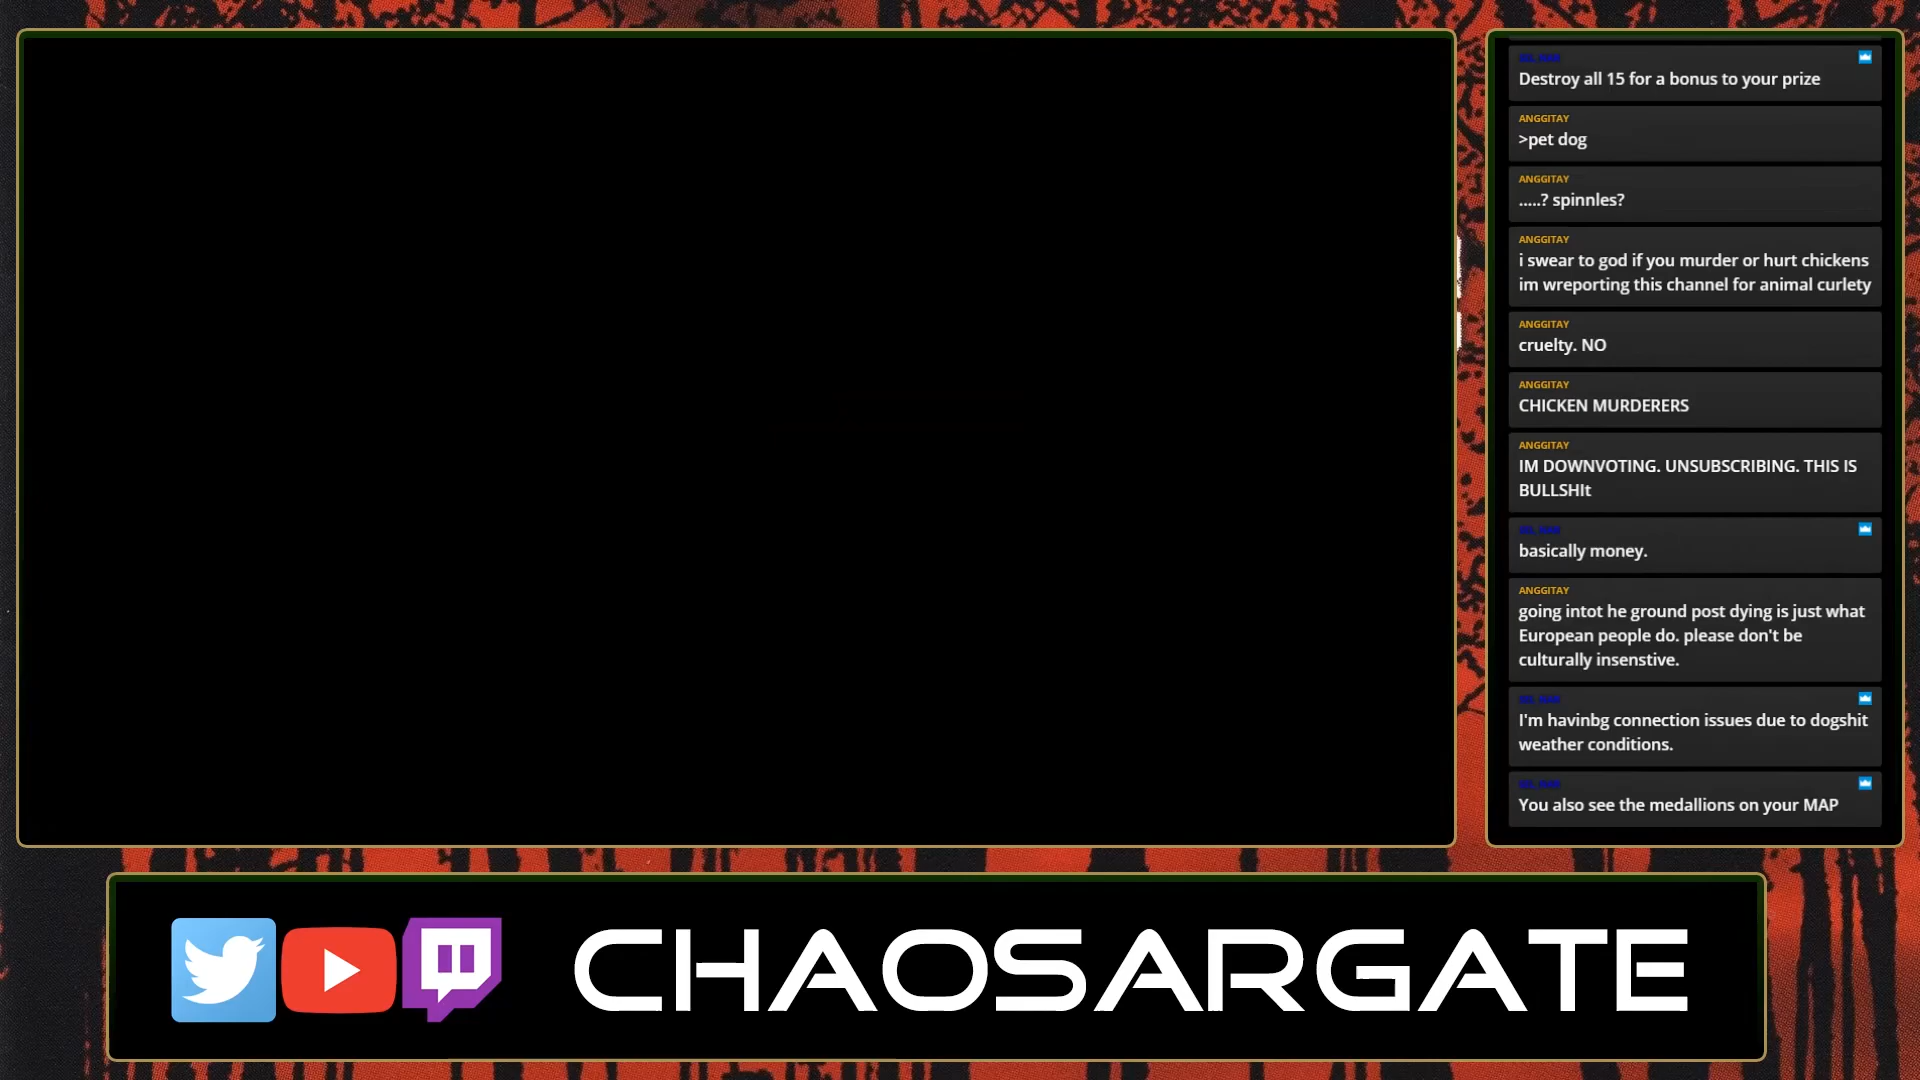 Destroy all 15 for a bonus to your prize
ANGGITAY
>pet dog
ANGGITAY
.....? spinnles?
ANGGITAY
i swear to god if you murder or hurt chickens
im wreporting this channel for animal curlety
ANGGITAY
cruelty. NO
ANGGITAY
CHICKEN MURDERERS
ANGGITAY
IM DOWNVOTING. UNSUBSCRIBING. THIS IS
BULLSHIt
basically money.
ANGGITAY
going intot he ground post dying is just what
European people do. please don't be
culturally insenstive.
I'm havinbg connection issues due to dogshit
weather conditions.
You also see the medallions on your MAP
CHAOSARGATE